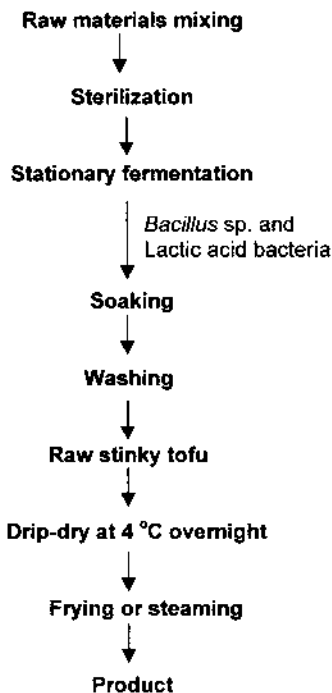 Raw materials mixing
Sterilization
Stationary fermentation
Bacillus sp. and
Lactic acid bacteria
Soaking
Washing
Raw stinky tofu
Drip-dry at 4 °C overnight
Frying or steaming
Product